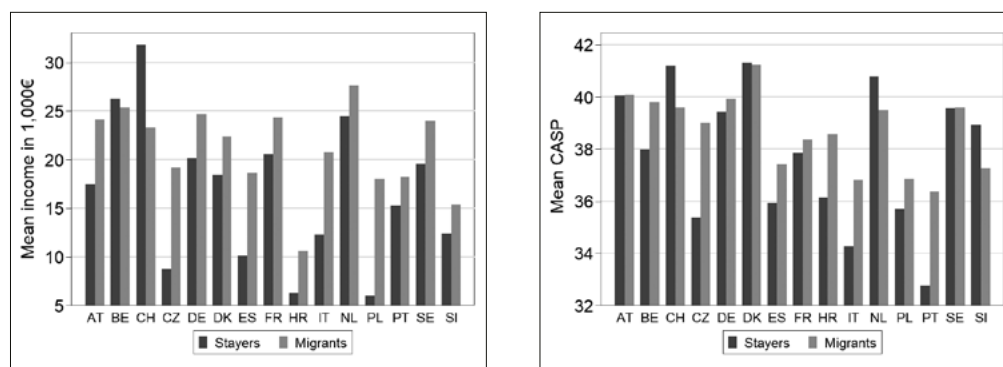 Mean income in 1,000€
30
25
20
15
10
5
AT BE CH CZ DE DK ES FR HR IT NL PL PT SE SI
Stayers Migrants
Mean CASP
42
40
38
36
34
32
AT BE CH CZ DE DK ES FR HR IT NL PL PT SE SI
Stayers Migrants